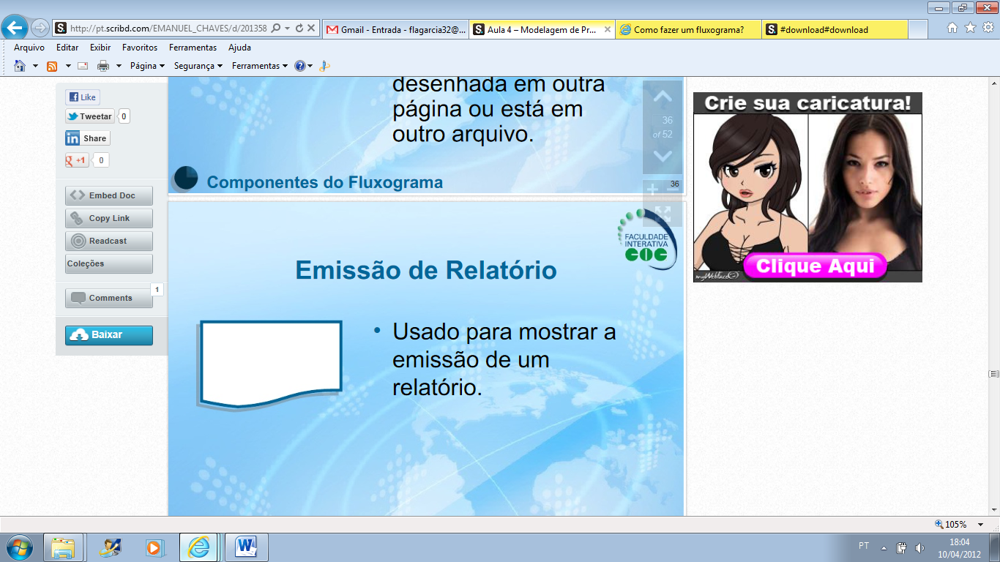 http://pt.scribd.com/EMANUEL_CHAVES/d/201358
Gmail - Entrada - flagarcia32@...
Aula 4 – Modelagem de Pr...
Como fazer um fluxograma?
#download#download
Arquivo Editar Exibir Favoritos Ferramentas Ajuda
Página Segurança Ferramentas
Like
Tweetar 0
Share
+1 0
Embed Doc
Copy Link
Readcast
Coleções
Comments 1
Baixar
desenhada em outra
página ou está em
outro arquivo.
Componentes do Fluxograma
36
of 52
36
FACULDADE
INTERATIVA
COC
Emissão de Relatório
• Usado para mostrar a
emissão de um
relatório.
Crie sua caricatura!
Clique Aqui
myWebface
105%
PT
18:04
10/04/2012